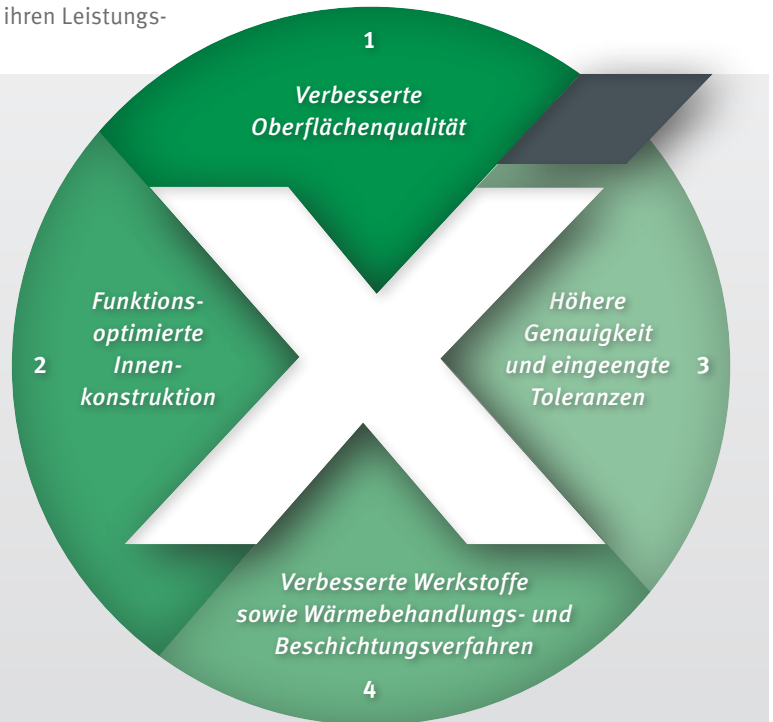 ihren Leistungs-
1
Verbesserte
Oberflächenqualität
2
Funktions-
optimierte
Innen-
konstruktion
Höhere
Genauigkeit
und eingeengte
Toleranzen
3
Verbesserte Werkstoffe
sowie Wärmebehandlungs- und
Beschichtungsverfahren
4
X